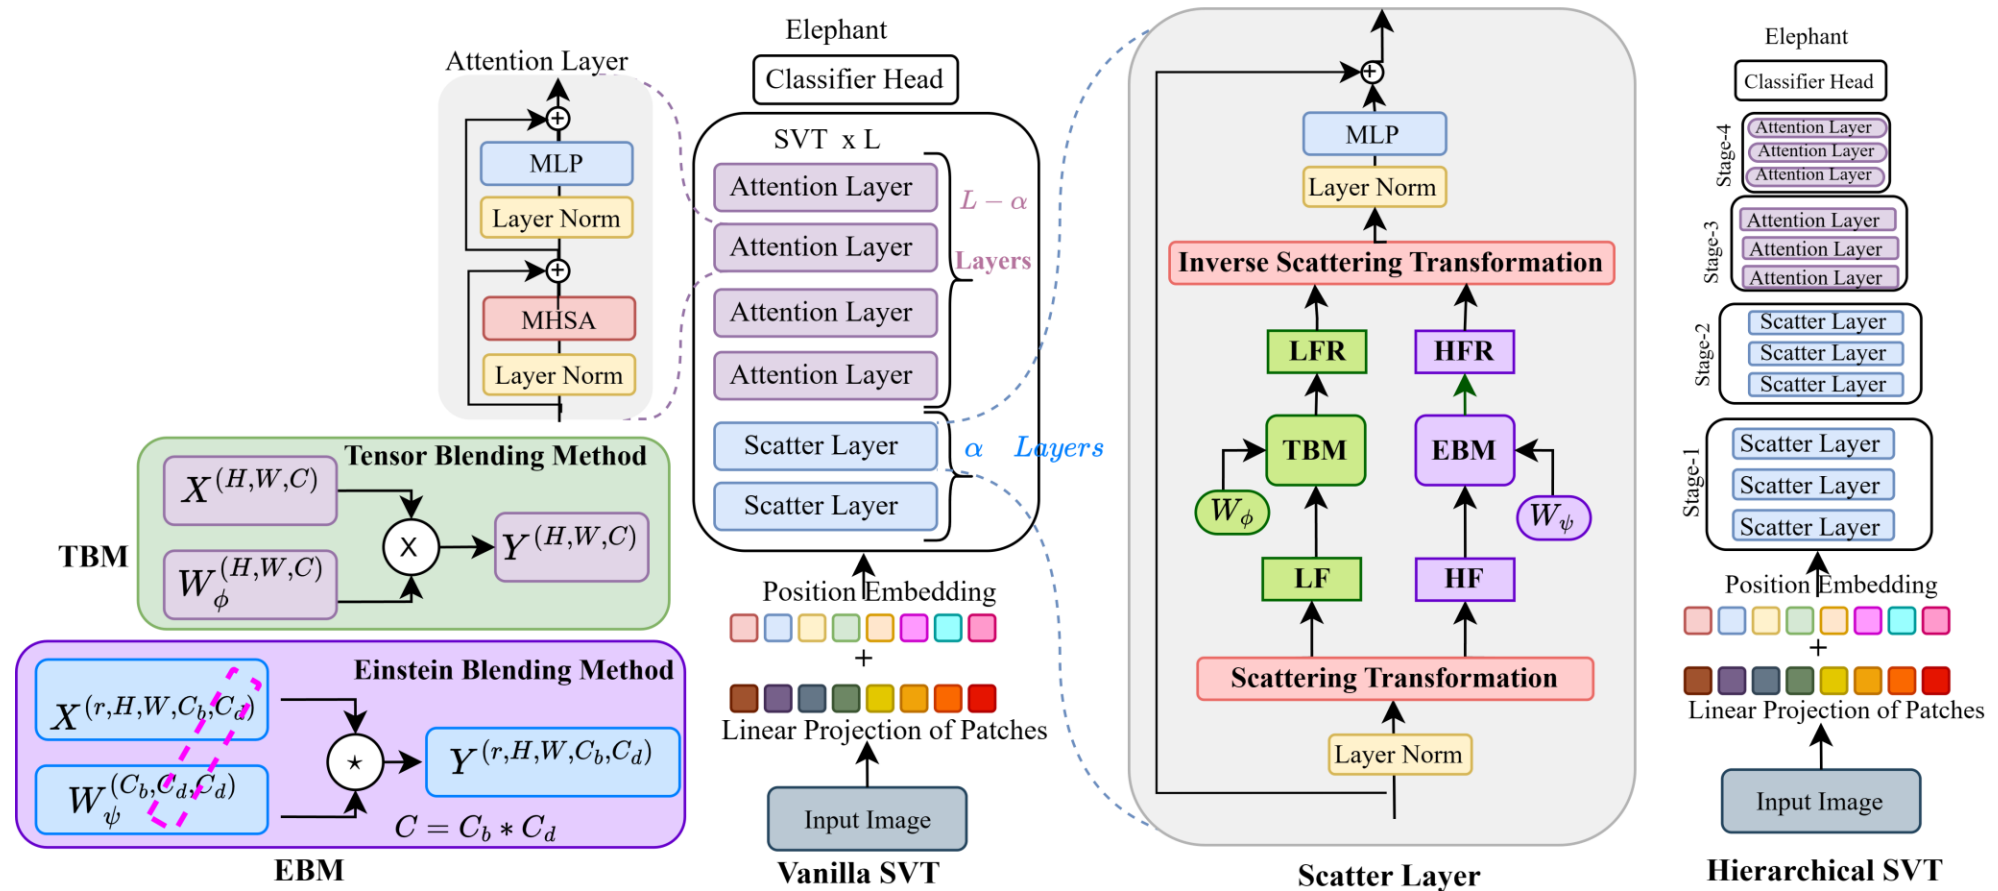 Attention Layer
MLP
Layer Norm
MHSA
Layer Norm
Tensor Blending Method
X^{(H,W,C)}
W_ϕ^{(H,W,C)}
X
Y^{(H,W,C)}
TBM
Einstein Blending Method
X^{(r,H,W,C_b,C_d)}
W_ψ^{(C_b,C_d,C_d)}
⋆
Y^{(r,H,W,C_b,C_d)}
C = C_b * C_d
EBM
Elephant
Classifier Head
SVT x L
Attention Layer
Attention Layer
Attention Layer
Attention Layer
L − α
Layers
Scatter Layer
Scatter Layer
α Layers
Position Embedding
+
Linear Projection of Patches
Input Image
Vanilla SVT
MLP
Layer Norm
Inverse Scattering Transformation
LFR
HFR
TBM
EBM
W_ϕ
W_ψ
LF
HF
Scattering Transformation
Layer Norm
Scatter Layer
Elephant
Classifier Head
Stage-4
Attention Layer
Attention Layer
Attention Layer
Stage-3
Attention Layer
Attention Layer
Attention Layer
Stage-2
Scatter Layer
Scatter Layer
Scatter Layer
Stage-1
Scatter Layer
Scatter Layer
Scatter Layer
Position Embedding
+
Linear Projection of Patches
Input Image
Hierarchical SVT